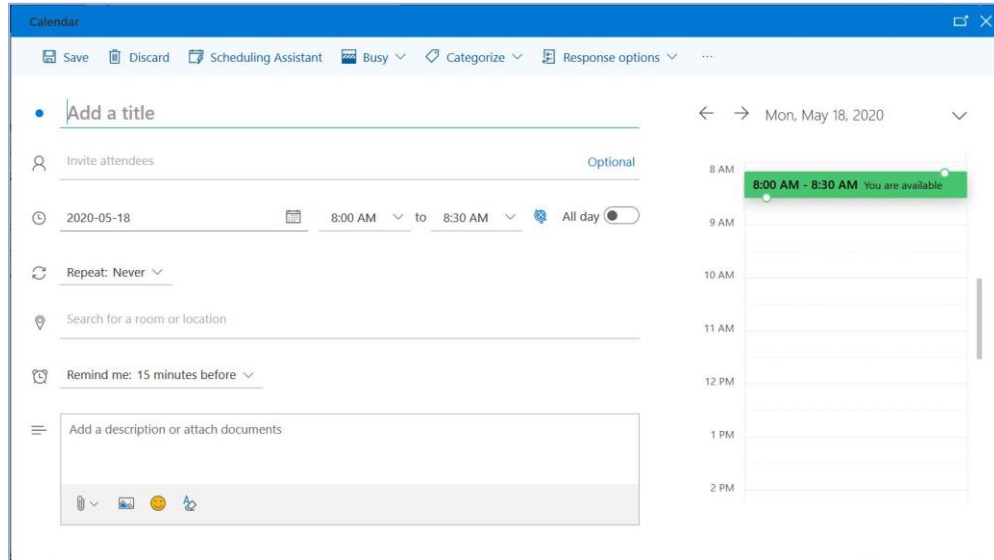 Calendar
Save Discard Scheduling Assistant Busy Categorize Response options ...
Add a title
Invite attendees Optional
2020-05-18 8:00 AM to 8:30 AM All day
Repeat: Never
Search for a room or location
Remind me: 15 minutes before
Add a description or attach documents
Mon, May 18, 2020
8 AM
8:00 AM - 8:30 AM You are available
9 AM
10 AM
11 AM
12 PM
1 PM
2 PM